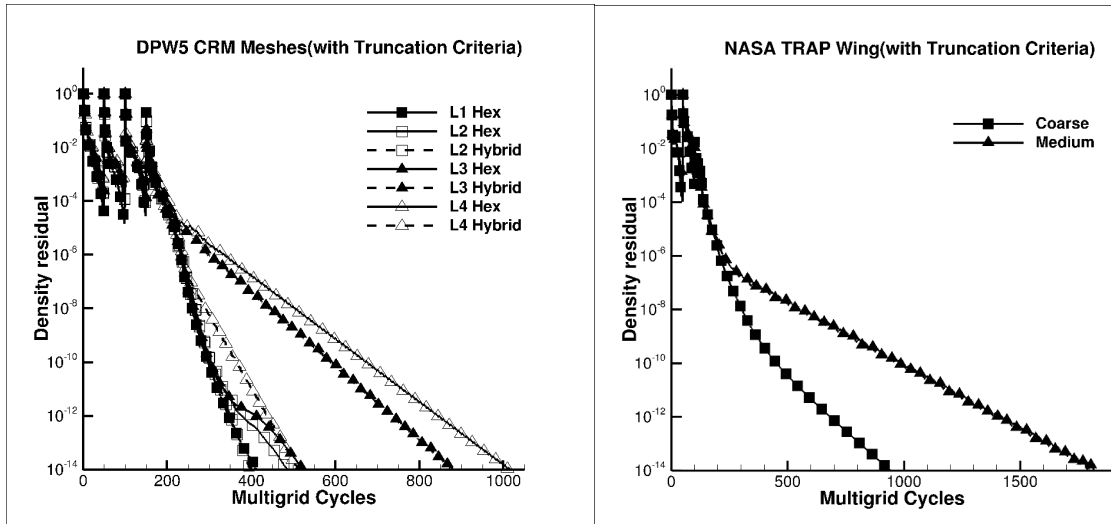 DPW5 CRM Meshes(with Truncation Criteria)
Density residual
10^0
10^-2
10^-4
10^-6
10^-8
10^-10
10^-12
10^-14
L1 Hex
L2 Hex
L2 Hybrid
L3 Hex
L3 Hybrid
L4 Hex
L4 Hybrid
0 200 400 600 800 1000
Multigrid Cycles
NASA TRAP Wing(with Truncation Criteria)
Density residual
10^0
10^-2
10^-4
10^-6
10^-8
10^-10
10^-12
10^-14
Coarse
Medium
0 500 1000 1500
Multigrid Cycles